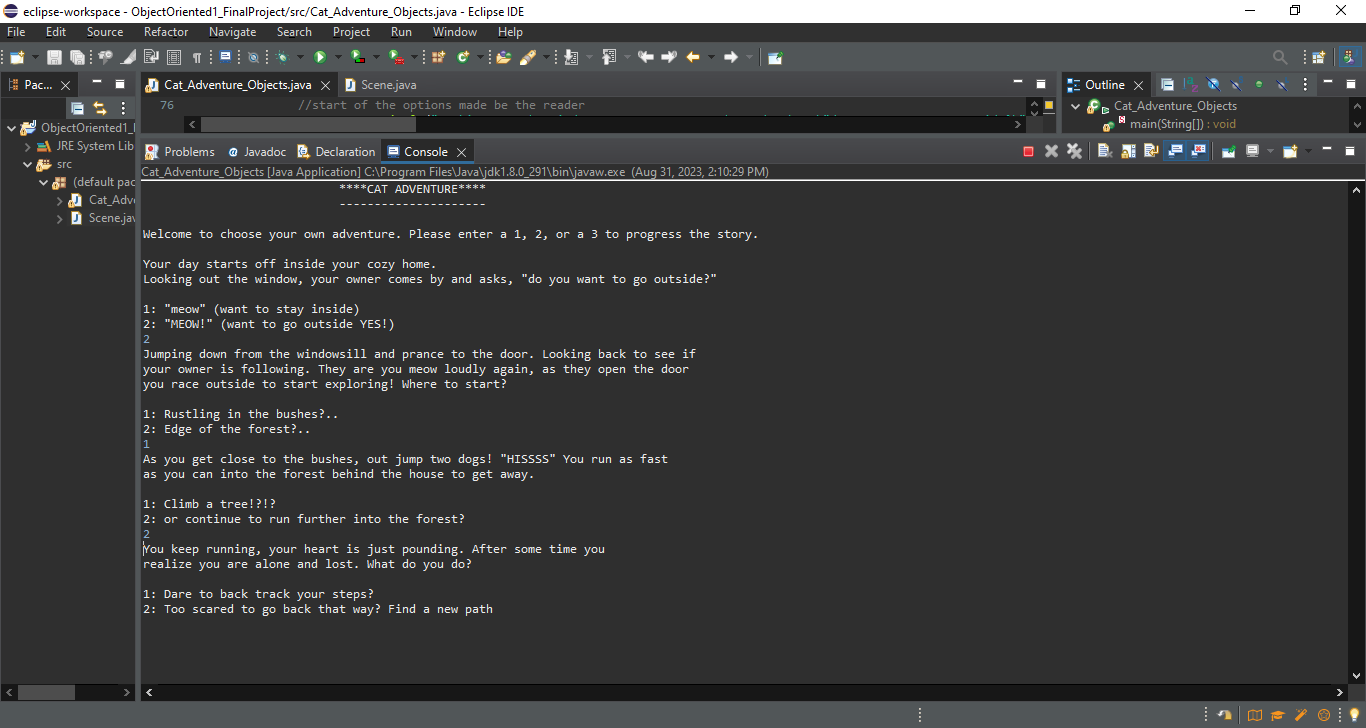 eclipse-workspace - ObjectOriented1_FinalProject/src/Cat_Adventure_Objects.java - Eclipse IDE
File Edit Source Refactor Navigate Search Project Run Window Help
Pac...
Cat_Adventure_Objects.java
Scene.java
Outline
76 //start of the options made be the reader
Cat_Adventure_Objects
main(String[]) : void
ObjectOriented1_
JRE System Lib
src
(default pac
Cat_Adve
Scene.jav
Problems Javadoc Declaration Console
Cat_Adventure_Objects [Java Application] C:\Program Files\Java\jdk1.8.0_291\bin\javaw.exe (Aug 31, 2023, 2:10:29 PM)
****CAT ADVENTURE****
---------------------
Welcome to choose your own adventure. Please enter a 1, 2, or a 3 to progress the story.
Your day starts off inside your cozy home.
Looking out the window, your owner comes by and asks, "do you want to go outside?"
1: "meow" (want to stay inside)
2: "MEOW!" (want to go outside YES!)
2
Jumping down from the windowsill and prance to the door. Looking back to see if
your owner is following. They are you meow loudly again, as they open the door
you race outside to start exploring! Where to start?
1: Rustling in the bushes?..
2: Edge of the forest?..
1
As you get close to the bushes, out jump two dogs! "HISSSS" You run as fast
as you can into the forest behind the house to get away.
1: Climb a tree!?!?
2: or continue to run further into the forest?
2
You keep running, your heart is just pounding. After some time you
realize you are alone and lost. What do you do?
1: Dare to back track your steps?
2: Too scared to go back that way? Find a new path